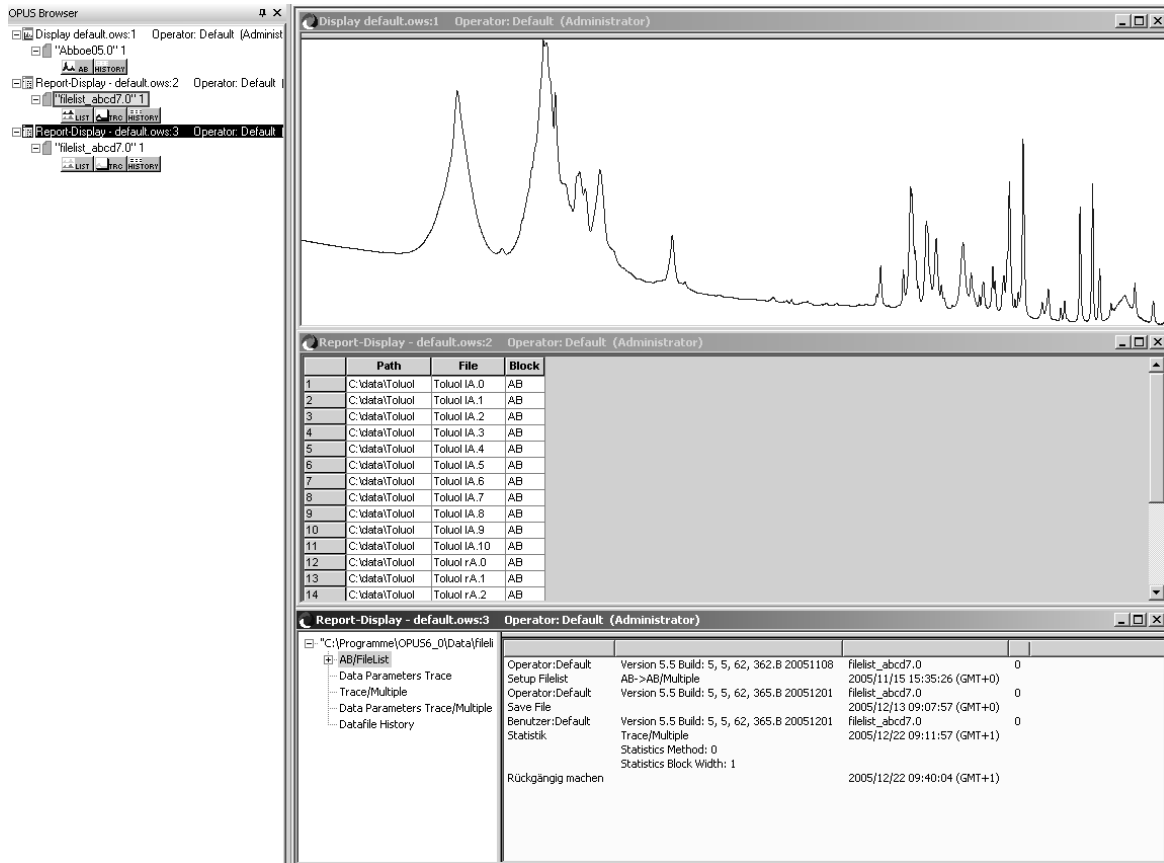 OPUS Browser
Display default.ows:1 Operator: Default (Administ
"Abboe05.0" 1
AB HISTORY
Report-Display - default.ows:2 Operator: Default
"filelist_abcd7.0" 1
LIST TRC HISTORY
Report-Display - default.ows:3 Operator: Default
"filelist_abcd7.0" 1
LIST TRC HISTORY
Display default.ows:1 Operator: Default (Administrator)
Report-Display - default.ows:2 Operator: Default (Administrator)
Path File Block
1 C:\data\Toluol Toluol lA.0 AB
2 C:\data\Toluol Toluol lA.1 AB
3 C:\data\Toluol Toluol lA.2 AB
4 C:\data\Toluol Toluol lA.3 AB
5 C:\data\Toluol Toluol lA.4 AB
6 C:\data\Toluol Toluol lA.5 AB
7 C:\data\Toluol Toluol lA.6 AB
8 C:\data\Toluol Toluol lA.7 AB
9 C:\data\Toluol Toluol lA.8 AB
10 C:\data\Toluol Toluol lA.9 AB
11 C:\data\Toluol Toluol lA.10 AB
12 C:\data\Toluol Toluol rA.0 AB
13 C:\data\Toluol Toluol rA.1 AB
14 C:\data\Toluol Toluol rA.2 AB
Report-Display - default.ows:3 Operator: Default (Administrator)
"C:\Programme\OPUS6_0\Data\fileli
AB/FileList
Data Parameters Trace
Trace/Multiple
Data Parameters Trace/Multiple
Datafile History
Operator:Default Version 5.5 Build: 5, 5, 62, 362.B 20051108 filelist_abcd7.0 0
Setup Filelist AB->AB/Multiple 2005/11/15 15:35:26 (GMT+0)
Operator:Default Version 5.5 Build: 5, 5, 62, 365.B 20051201 filelist_abcd7.0 0
Save File 2005/12/13 09:07:57 (GMT+0)
Benutzer:Default Version 5.5 Build: 5, 5, 62, 365.B 20051201 filelist_abcd7.0 0
Statistik Trace/Multiple 2005/12/22 09:11:57 (GMT+1)
Statistics Method: 0
Statistics Block Width: 1
Rückgängig machen 2005/12/22 09:40:04 (GMT+1)